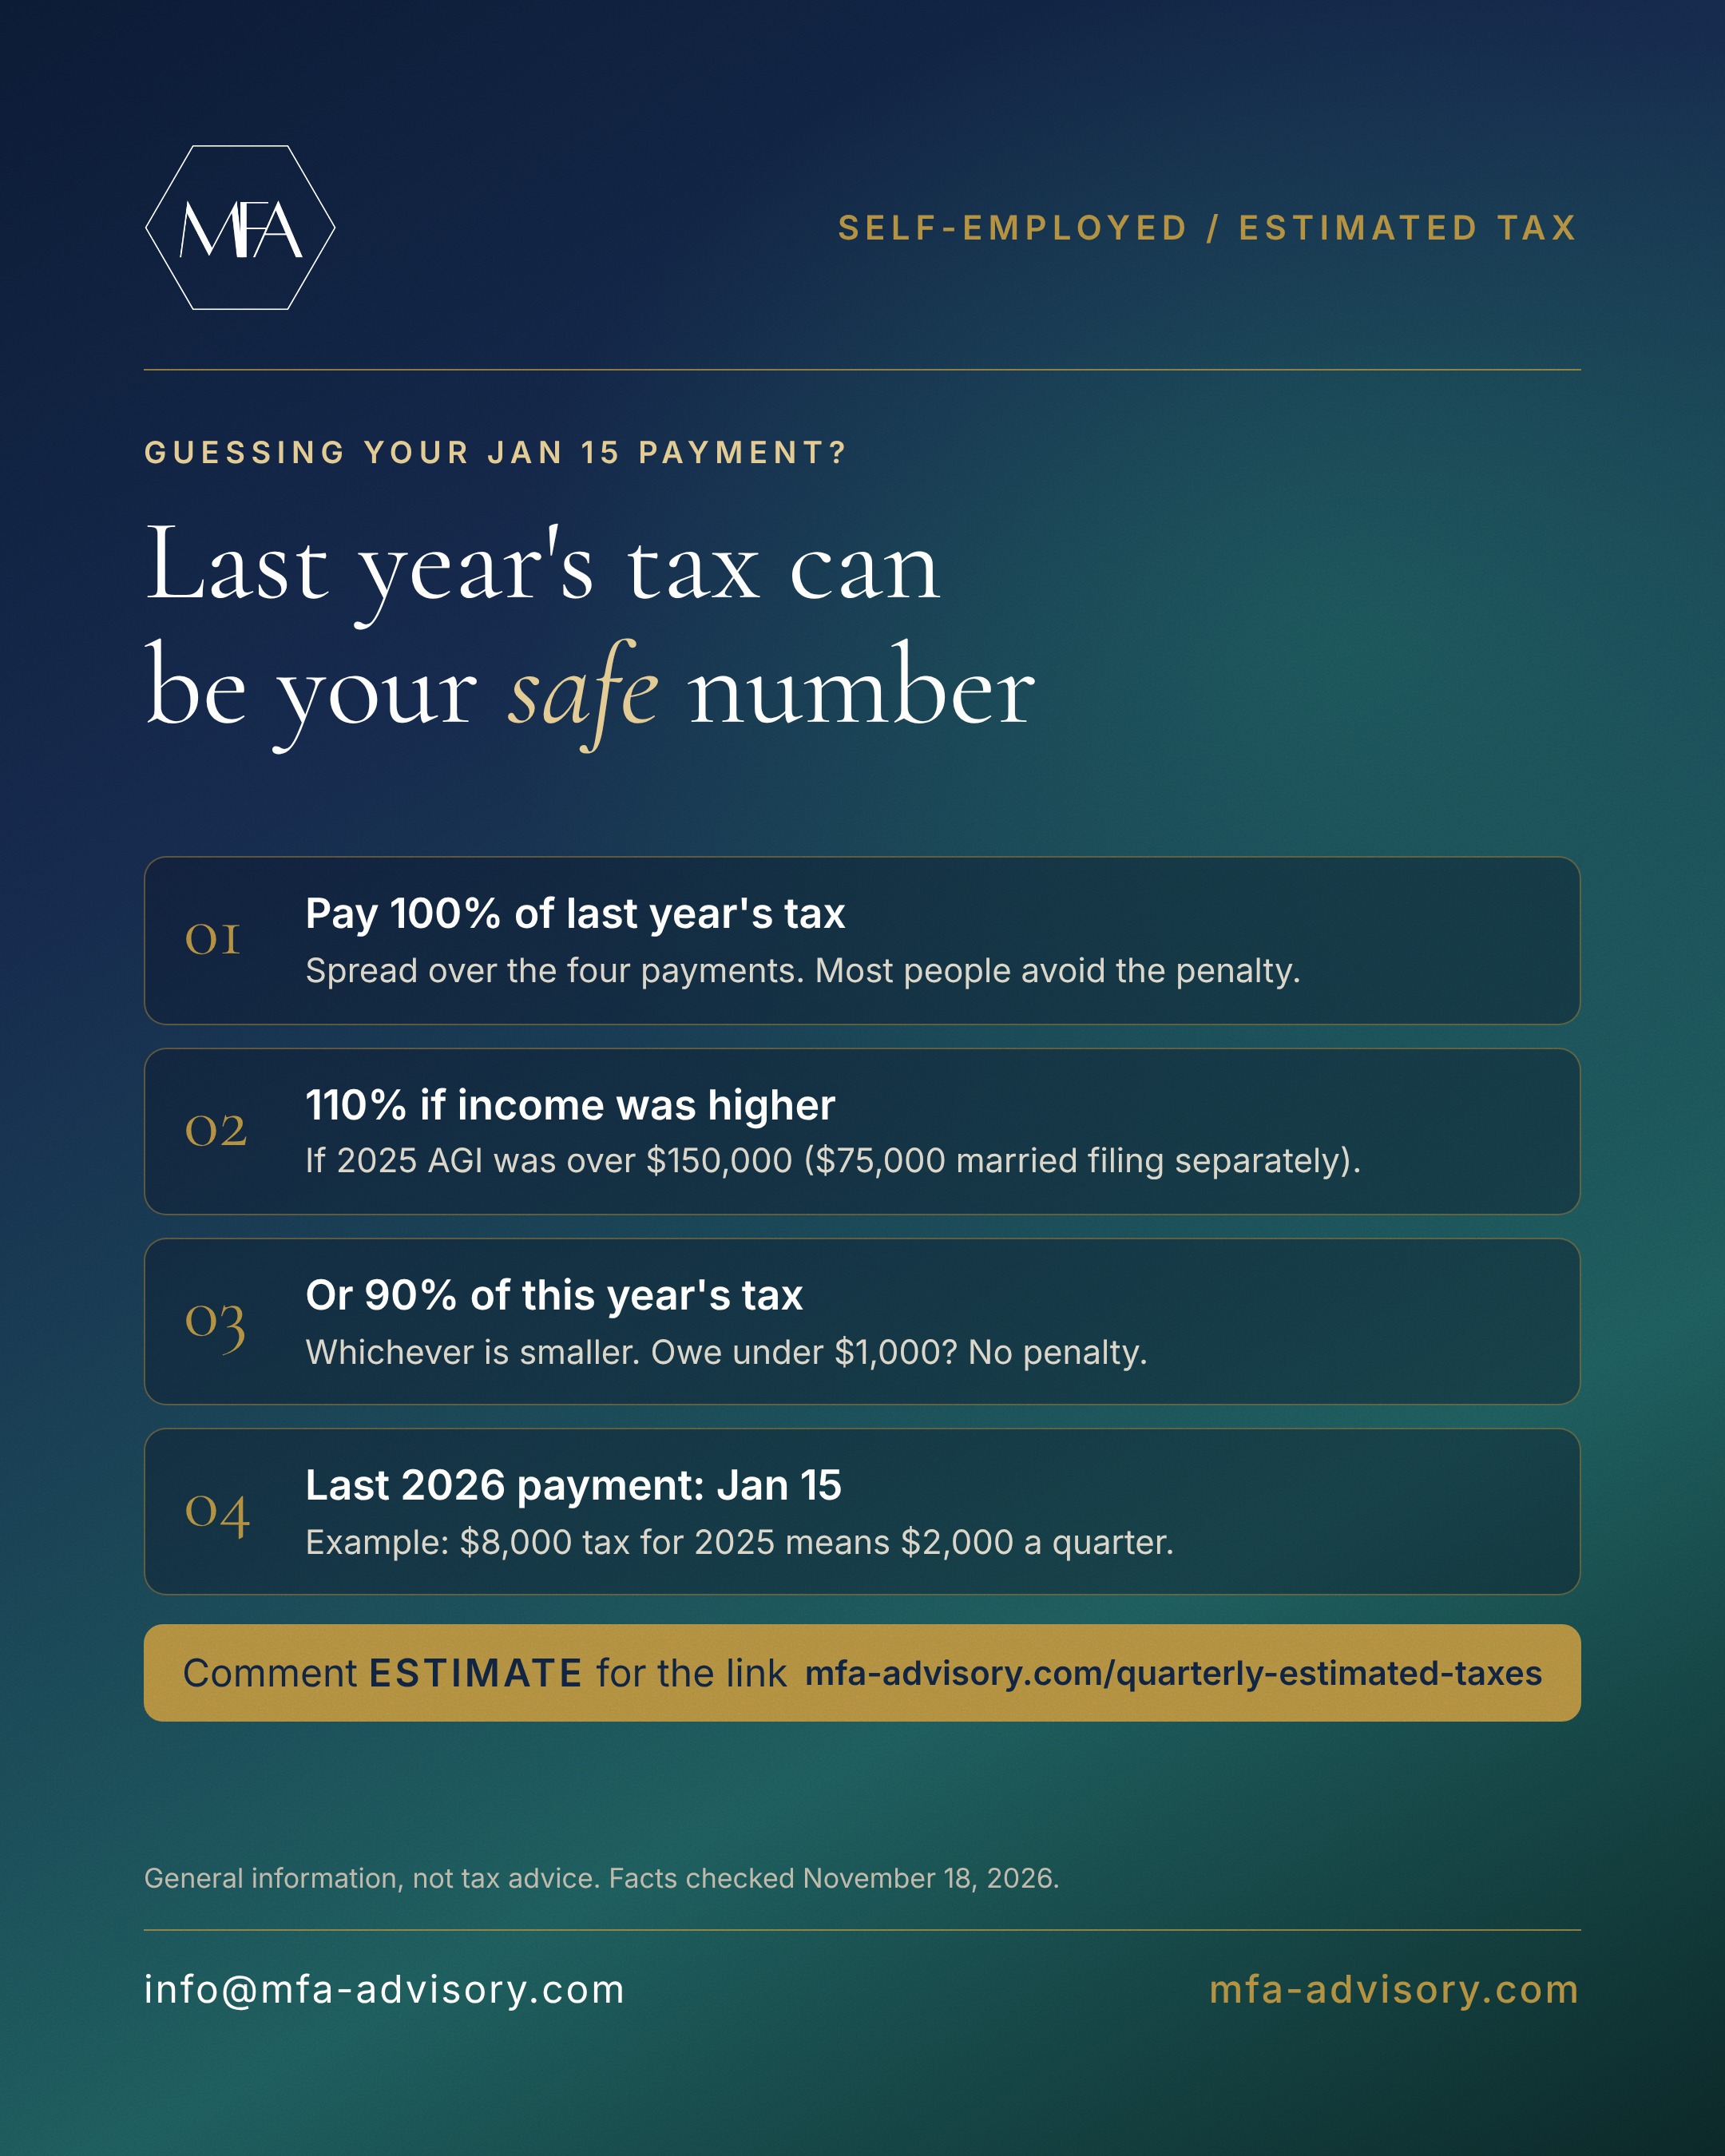 MFA
SELF-EMPLOYED / ESTIMATED TAX
GUESSING YOUR JAN 15 PAYMENT?
Last year's tax can
be your safe number
01
Pay 100% of last year's tax
Spread over the four payments. Most people avoid the penalty.
02
110% if income was higher
If 2025 AGI was over $150,000 ($75,000 married filing separately).
03
Or 90% of this year's tax
Whichever is smaller. Owe under $1,000? No penalty.
04
Last 2026 payment: Jan 15
Example: $8,000 tax for 2025 means $2,000 a quarter.
Comment ESTIMATE for the link mfa-advisory.com/quarterly-estimated-taxes
General information, not tax advice. Facts checked November 18, 2026.
info@mfa-advisory.com
mfa-advisory.com